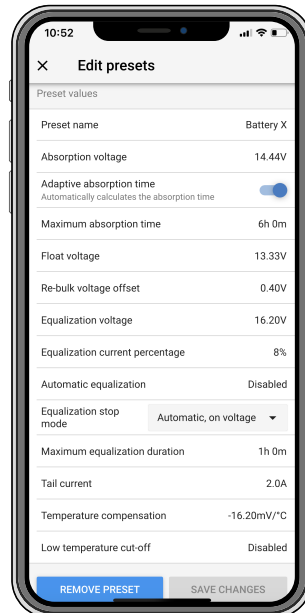 10:52
Edit presets
Preset values
Preset name Battery X
Absorption voltage 14.44V
Adaptive absorption time
Automatically calculates the absorption time
Maximum absorption time 6h 0m
Float voltage 13.33V
Re-bulk voltage offset 0.40V
Equalization voltage 16.20V
Equalization current percentage 8%
Automatic equalization Disabled
Equalization stop
mode Automatic, on voltage
Maximum equalization duration 1h 0m
Tail current 2.0A
Temperature compensation -16.20mV/°C
Low temperature cut-off Disabled
REMOVE PRESET SAVE CHANGES